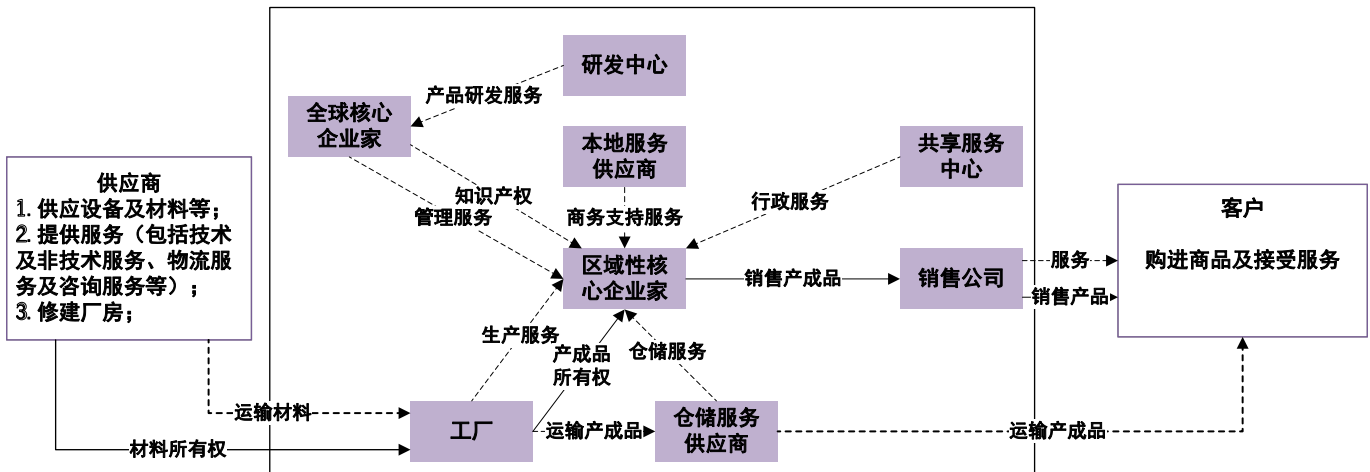 研发中心
产品研发服务
全球核心
企业家
本地服务
供应商
共享服务
中心
供应商
1. 供应设备及材料等；
2. 提供服务（包括技术
及非技术服务、物流服
务及咨询服务等）；
3. 修建厂房；
知识产权
管理服务
商务支持服务
行政服务
客户
购进商品及接受服务
区域性核
心企业家
销售产成品
销售公司
服务
销售产品
生产服务
产成品
所有权
仓储服务
运输材料
材料所有权
工厂
运输产成品
仓储服务
供应商
运输产成品